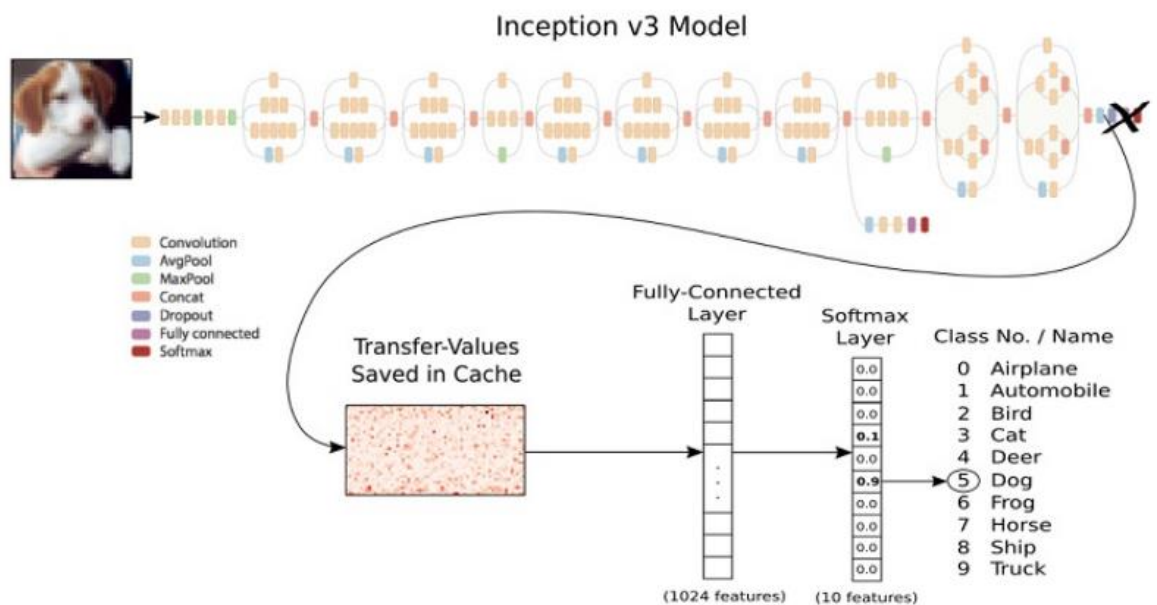 Inception v3 Model
Convolution
AvgPool
MaxPool
Concat
Dropout
Fully connected
Softmax
Transfer-Values
Saved in Cache
Fully-Connected
Layer
Softmax
Layer
Class No. / Name
0.0
0.0
0.0
0.1
0.0
0.9
0.0
0.0
0.0
0.0
0 Airplane
1 Automobile
2 Bird
3 Cat
4 Deer
5 Dog
6 Frog
7 Horse
8 Ship
9 Truck
(1024 features)
(10 features)